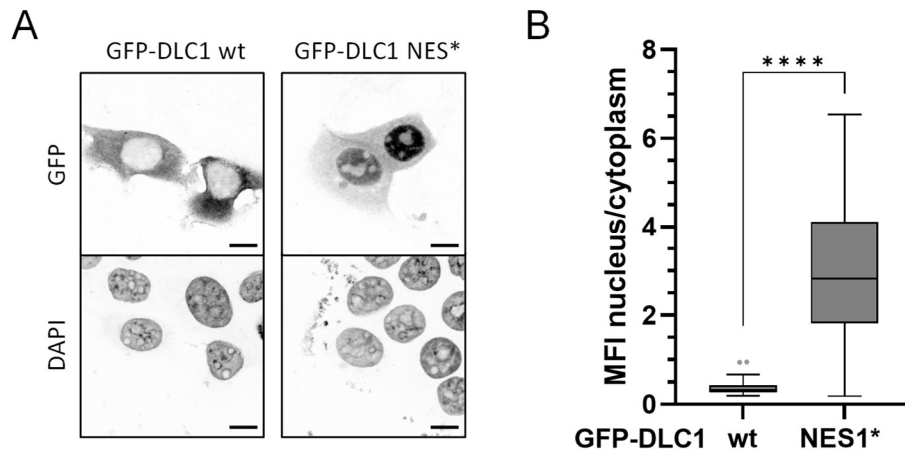 A
GFP-DLC1 wt GFP-DLC1 NES*
GFP
DAPI
B
MFI nucleus/cytoplasm
8
6
4
2
0
****
GFP-DLC1 wt NES1*